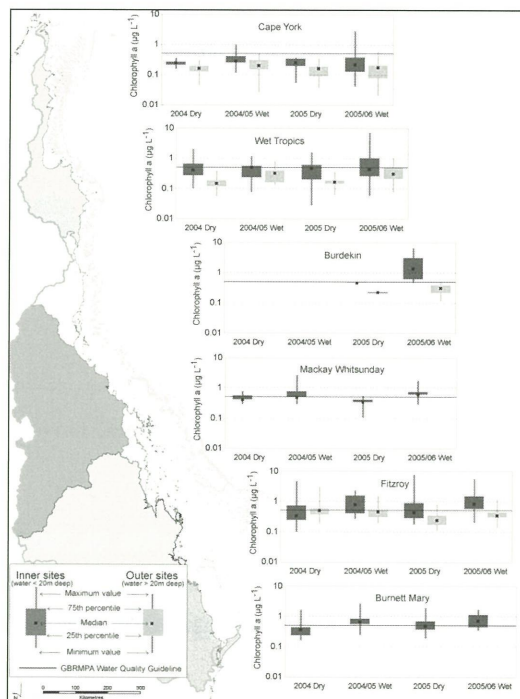 Cape York
Chlorophyll a (µg L⁻¹)
10
1
0.1
0.01
2004 Dry 2004/05 Wet 2005 Dry 2005/06 Wet
Wet Tropics
Chlorophyll a (µg L⁻¹)
10
1
0.1
0.01
2004 Dry 2004/05 Wet 2005 Dry 2005/06 Wet
Burdekin
Chlorophyll a (µg L⁻¹)
10
1
0.1
0.01
2004 Dry 2004/05 Wet 2005 Dry 2005/06 Wet
Mackay Whitsunday
Chlorophyll a (µg L⁻¹)
10
1
0.1
0.01
2004 Dry 2004/05 Wet 2005 Dry 2005/06 Wet
Fitzroy
Chlorophyll a (µg L⁻¹)
10
1
0.1
0.01
2004 Dry 2004/05 Wet 2005 Dry 2005/06 Wet
Burnett Mary
Chlorophyll a (µg L⁻¹)
10
1
0.1
0.01
2004 Dry 2004/05 Wet 2005 Dry 2005/06 Wet
Inner sites Outer sites
(water < 20m deep) (water > 20m deep)
Maximum value
75th percentile
Median
25th percentile
Minimum value
GBRMPA Water Quality Guideline
0 50 100 200 300
Kilometres